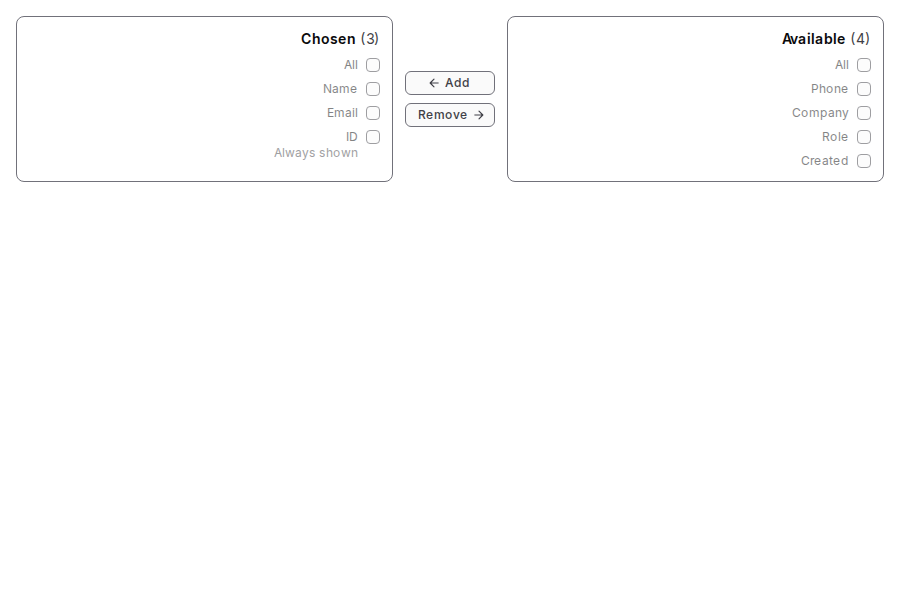 Chosen (3)
All
Name
Email
ID
Always shown
← Add
Remove →
Available (4)
All
Phone
Company
Role
Created